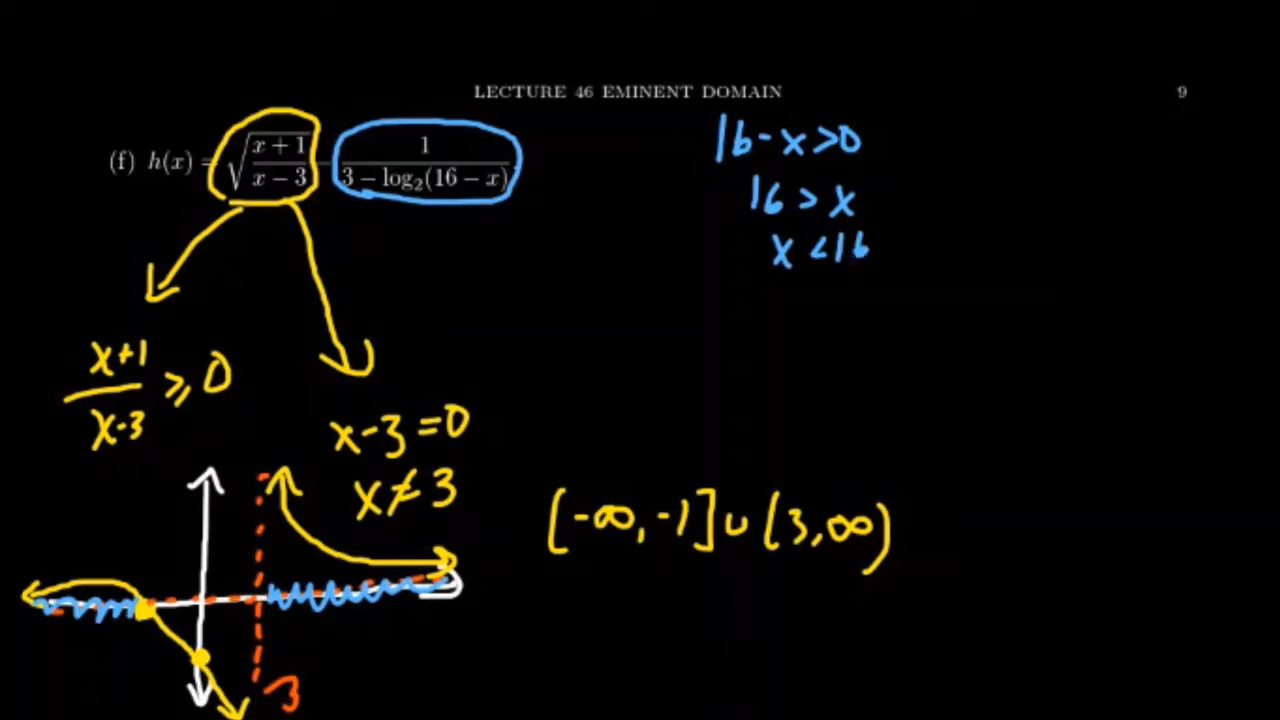 LECTURE 46 EMINENT DOMAIN 9
(f) h(x) = √((x + 1)/(x − 3)) − 1/(3 − log₂(16 − x))
16-x>0
16 > x
x < 16
(x+1)/(x-3) ≥ 0
x-3 = 0
x ≠ 3
[-∞, -1] ∪ (3, ∞)
3